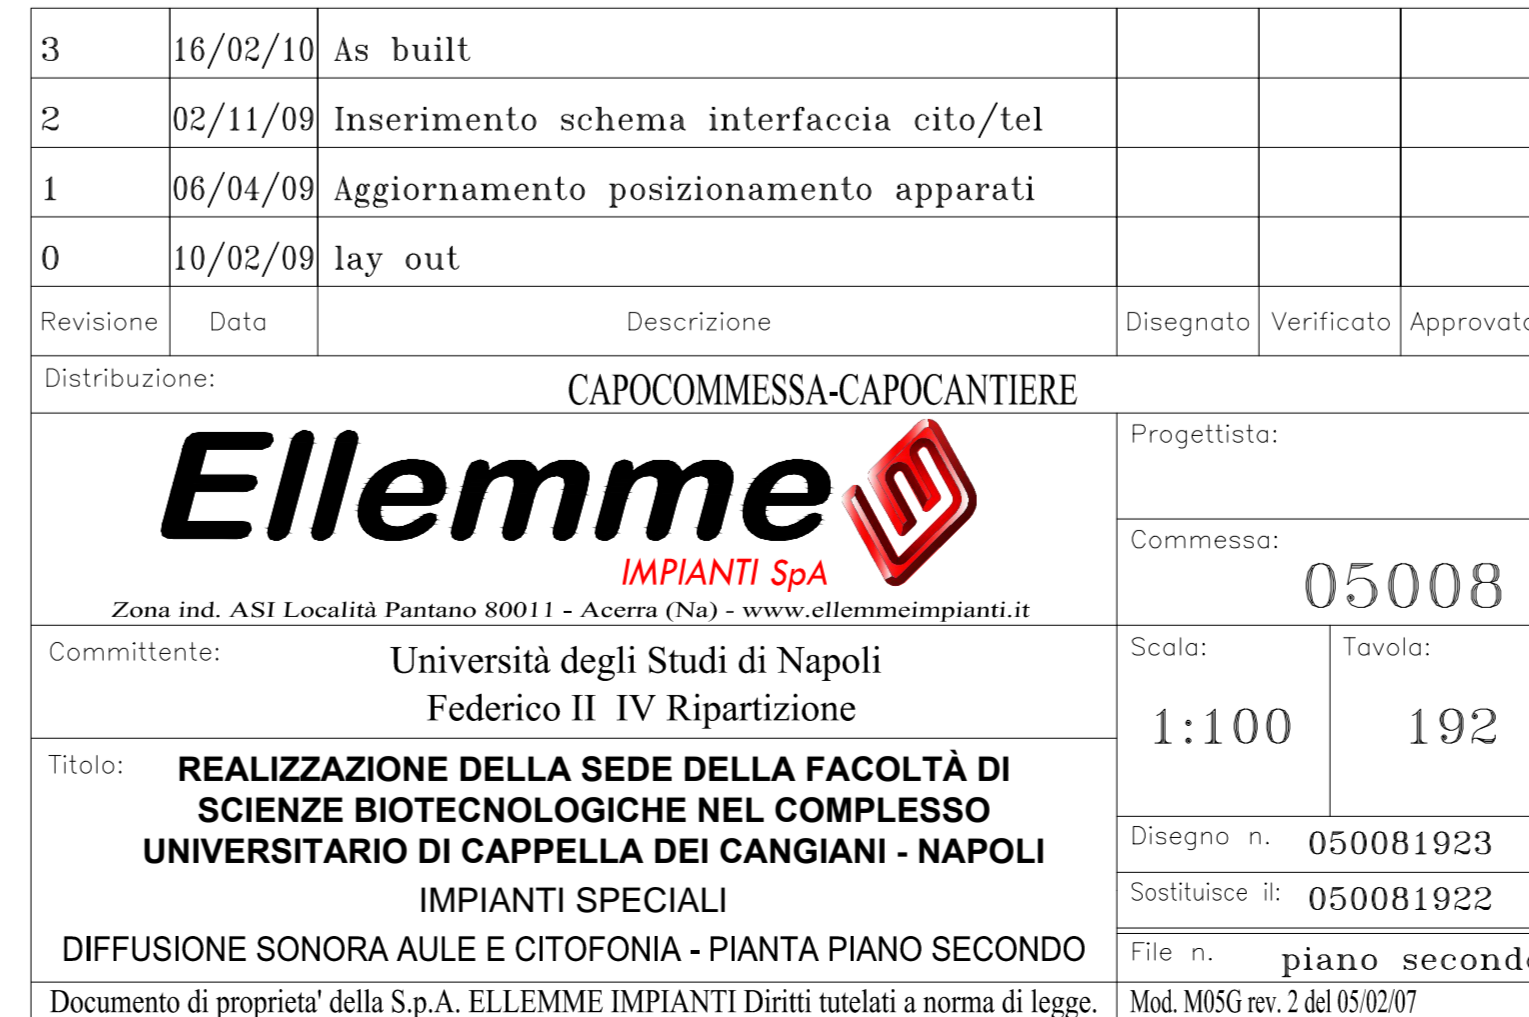 3 16/02/10 As built
2 02/11/09 Inserimento schema interfaccia cito/tel
1 06/04/09 Aggiornamento posizionamento apparati
0 10/02/09 lay out
Revisione Data Descrizione Disegnato Verificato Approvato
Distribuzione: CAPOCOMMESSA-CAPOCANTIERE
Ellemme
IMPIANTI SpA
Zona ind. ASI Località Pantano 80011 - Acerra (Na) - www.ellemmeimpianti.it
Progettista:
Commessa:
05008
Committente: Università degli Studi di Napoli
Federico II IV Ripartizione
Scala: Tavola:
1:100 192
Titolo: REALIZZAZIONE DELLA SEDE DELLA FACOLTÀ DI
SCIENZE BIOTECNOLOGICHE NEL COMPLESSO
UNIVERSITARIO DI CAPPELLA DEI CANGIANI - NAPOLI
IMPIANTI SPECIALI
DIFFUSIONE SONORA AULE E CITOFONIA - PIANTA PIANO SECONDO
Disegno n. 050081923
Sostituisce il: 050081922
File n. piano secondo
Documento di proprieta' della S.p.A. ELLEMME IMPIANTI Diritti tutelati a norma di legge.
Mod. M05G rev. 2 del 05/02/07